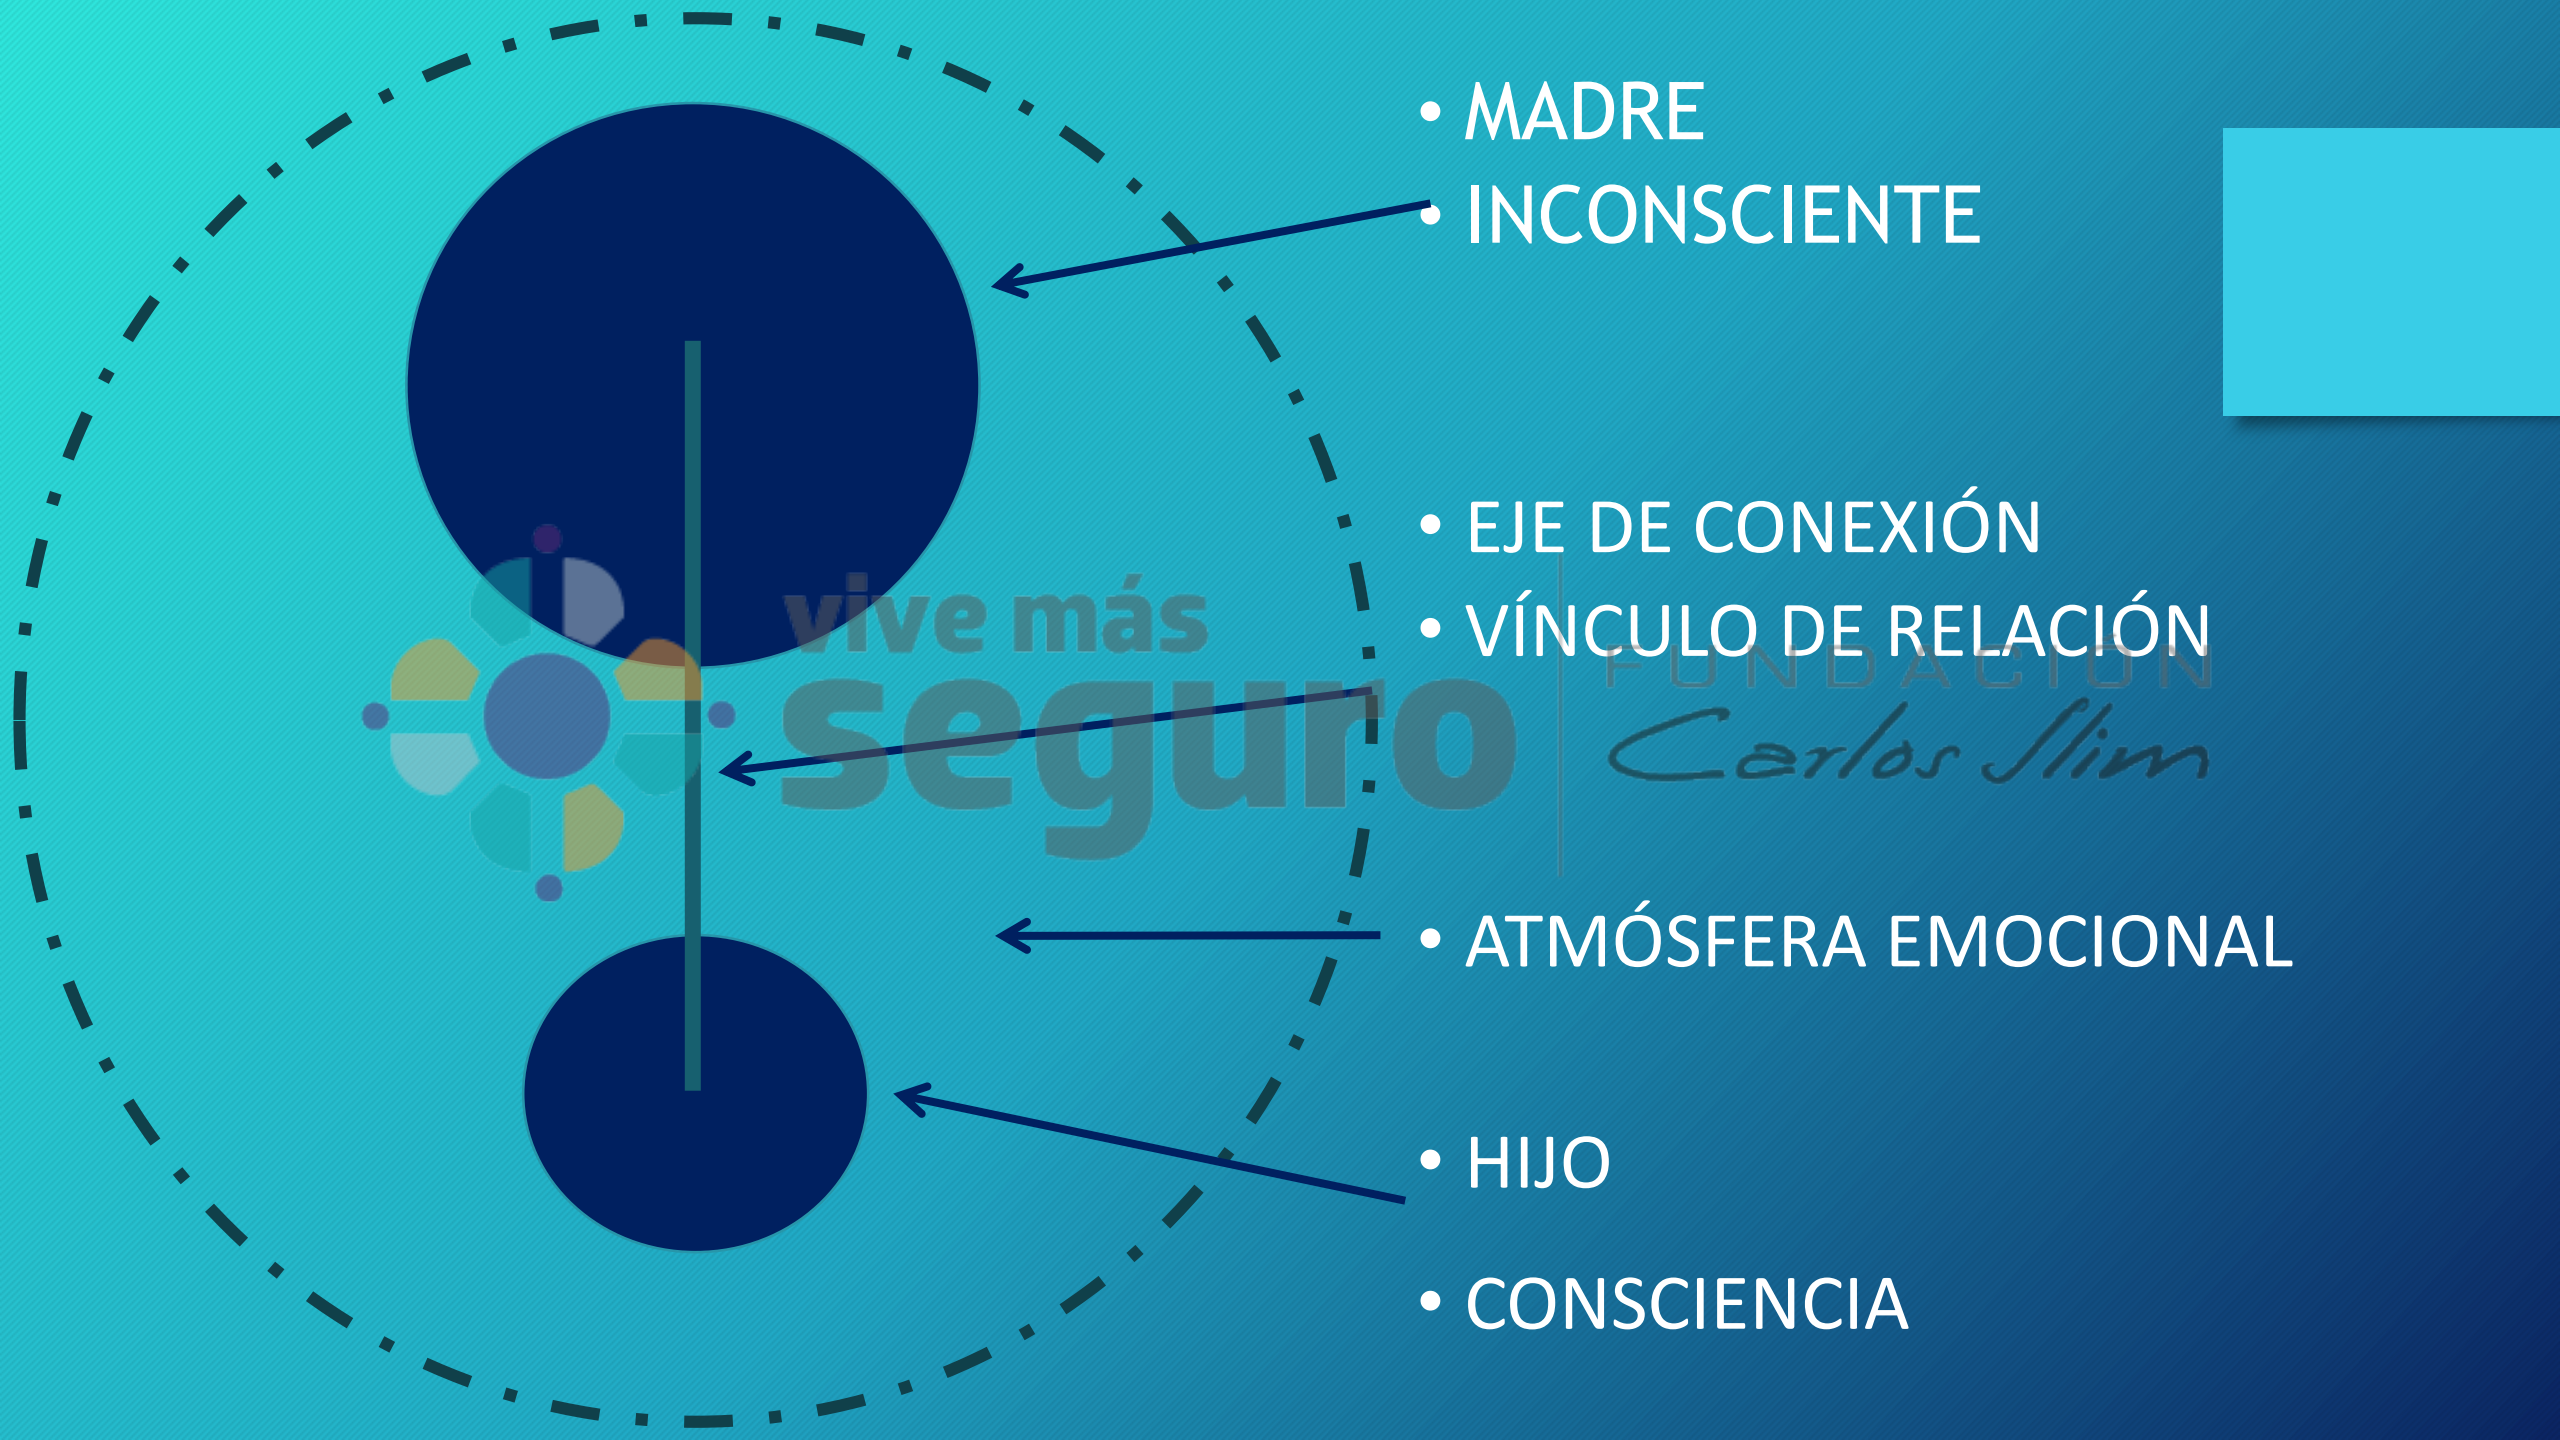 • MADRE
• INCONSCIENTE
• EJE DE CONEXIÓN
• VÍNCULO DE RELACIÓN
vive más
seguro
FUNDACIÓN
Carlos Slim
• ATMÓSFERA EMOCIONAL
• HIJO
• CONSCIENCIA